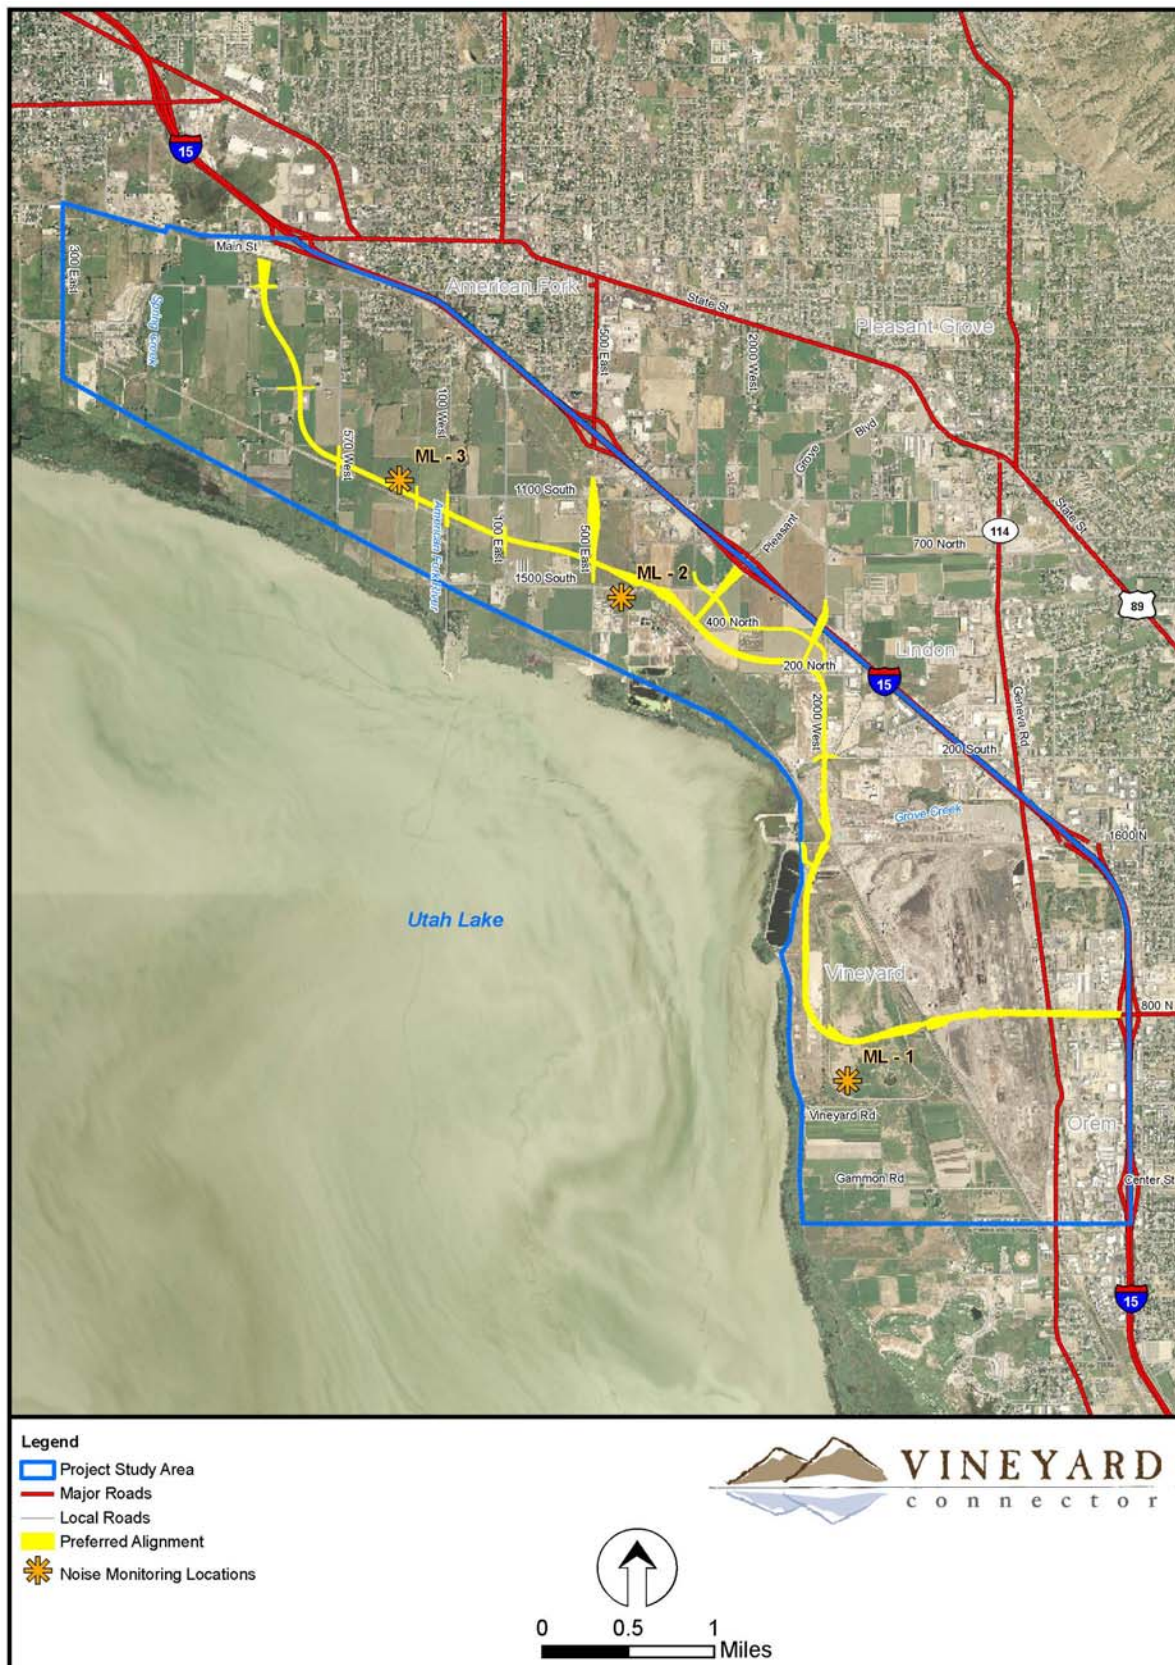 15
Main St
300 East
Spring Creek
American Fork
State St
Pleasant Grove
500 East
2000 West
100 West
570 West
ML - 3
Pleasant
Grove
Blvd
1100 South
114
State St
American Fork River
100 East
500 East
700 North
1500 South
ML - 2
89
400 North
Lindon
200 North
15
2000 West
Geneva Rd
200 South
Grove Creek
1600 N
Utah Lake
Vineyard
800 N
ML - 1
Vineyard Rd
Orem
Gammon Rd
Center St
15
Legend
Project Study Area
Major Roads
Local Roads
Preferred Alignment
Noise Monitoring Locations
VINEYARD
connector
0 0.5 1
Miles